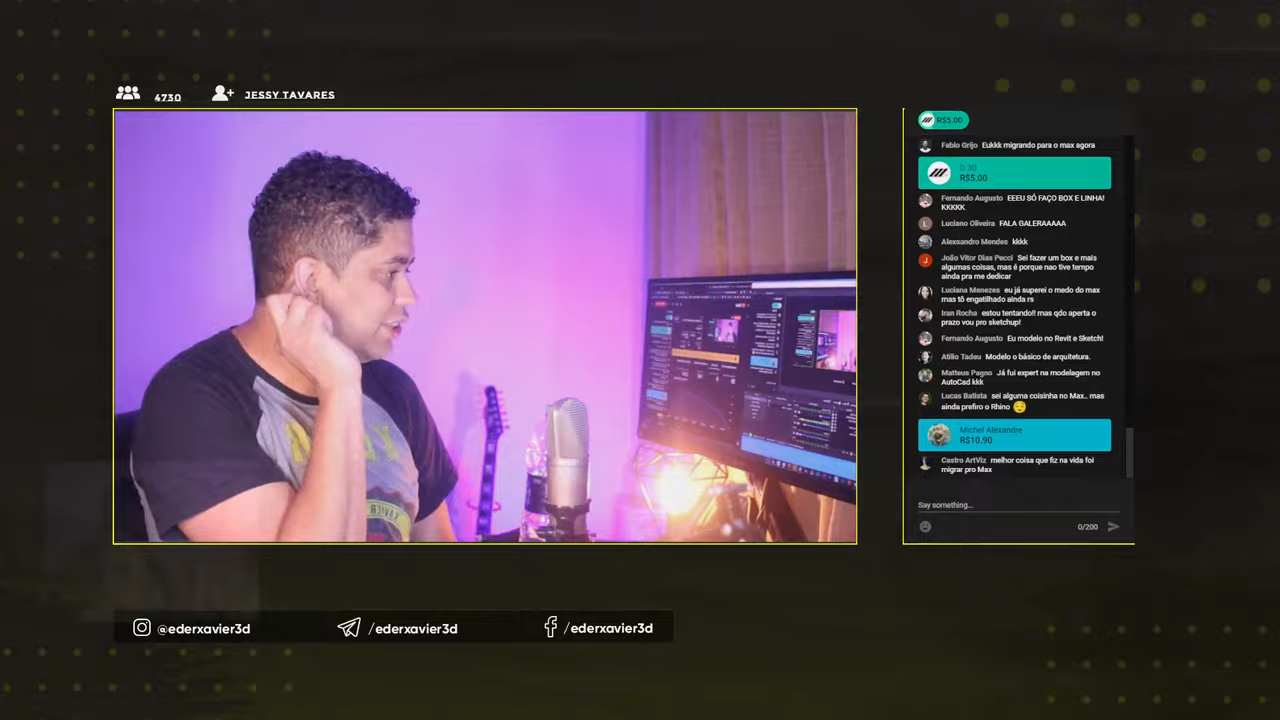 4730
JESSY TAVARES
R$5.00
Fabio Grijo Eukkk migrando para o max agora
D 3D
R$5.00
Fernando Augusto EEEU SÓ FAÇO BOX E LINHA!
KKKKK
Luciano Oliveira FALA GALERAAAAA
Alexsandro Mendes kkkk
João Vitor Dias Pecci Sei fazer um box e mais
algumas coisas, mas é porque nao tive tempo
ainda pra me dedicar
Luciana Menezes eu já superei o medo do max
mas tô engatilhado ainda rs
Iran Rocha estou tentando!! mas qdo aperta o
prazo vou pro sketchup!
Fernando Augusto Eu modelo no Revit e Sketch!
Atilio Tadeu Modelo o básico de arquitetura.
Matteus Pagno Já fui expert na modelagem no
AutoCad kkk
Lucas Batista sei alguma coisinha no Max.. mas
ainda prefiro o Rhino
Michel Alexandre
R$10.90
Castro ArtViz melhor coisa que fiz na vida foi
migrar pro Max
Say something...
0/200
@ederxavier3d
/ederxavier3d
/ederxavier3d